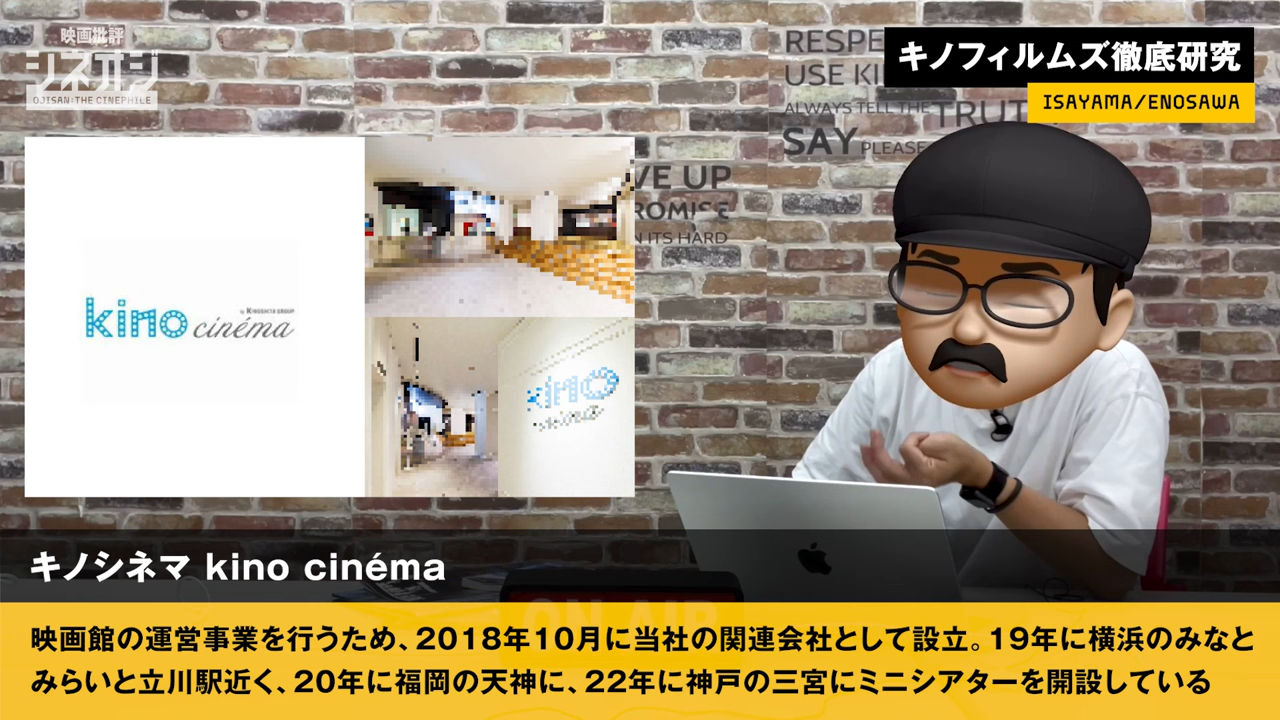 映画批評
シネオジ
OJISAN:THE CINEPHILE
キノフィルムズ徹底研究
ISAYAMA/ENOSAWA
RESPE
USE KI
ALWAYS TELL THE TRUT
SAY PLEASE
VE UP
ROMISE
N ITS HARD
kino cinéma
by KINOSHITA GROUP
kino
cinéma
ON AIR
キノシネマ kino cinéma
映画館の運営事業を行うため、2018年10月に当社の関連会社として設立。19年に横浜のみなと
みらいと立川駅近く、20年に福岡の天神に、22年に神戸の三宮にミニシアターを開設している